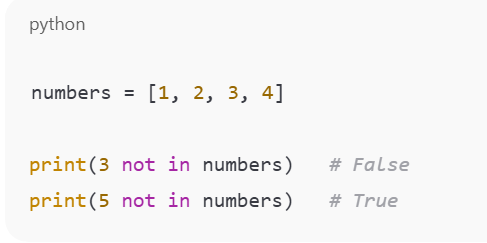 python
numbers = [1, 2, 3, 4]
print(3 not in numbers)   # False
print(5 not in numbers)   # True